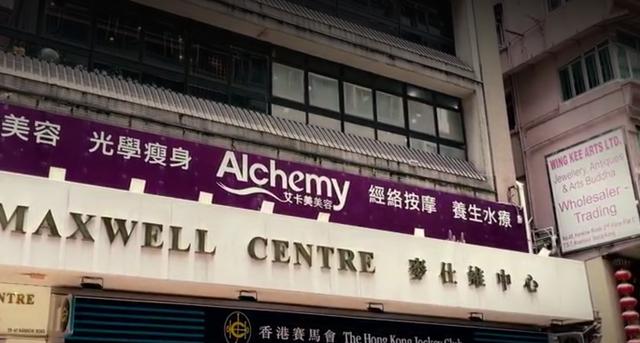 美容 光學瘦身 Alchemy 經絡按摩 養生水療
艾卡美美容
MAXWELL CENTRE 麥仕維中心
WING KEE ARTS LTD.
Jewellery, Antiques
& Arts Buddha
Wholesaler -
Trading
NTRE
香港賽馬會 The Hong Kong Jockey Club